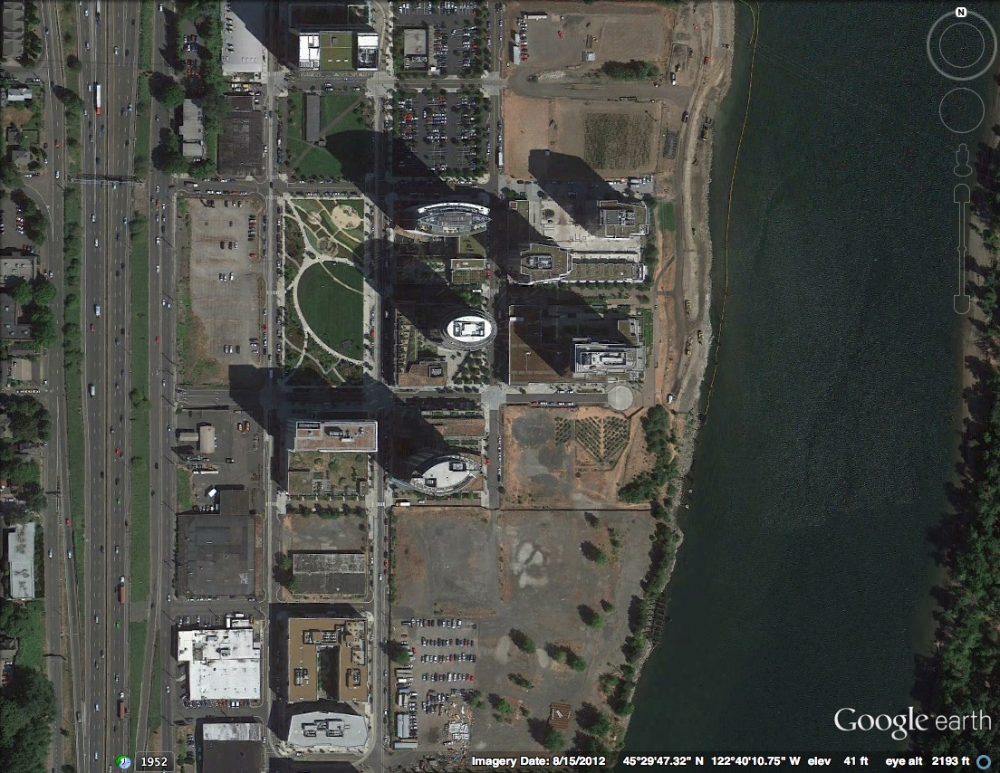 N
Google earth
1952
Imagery Date: 8/15/2012 45°29'47.32" N 122°40'10.75" W elev 41 ft eye alt 2193 ft